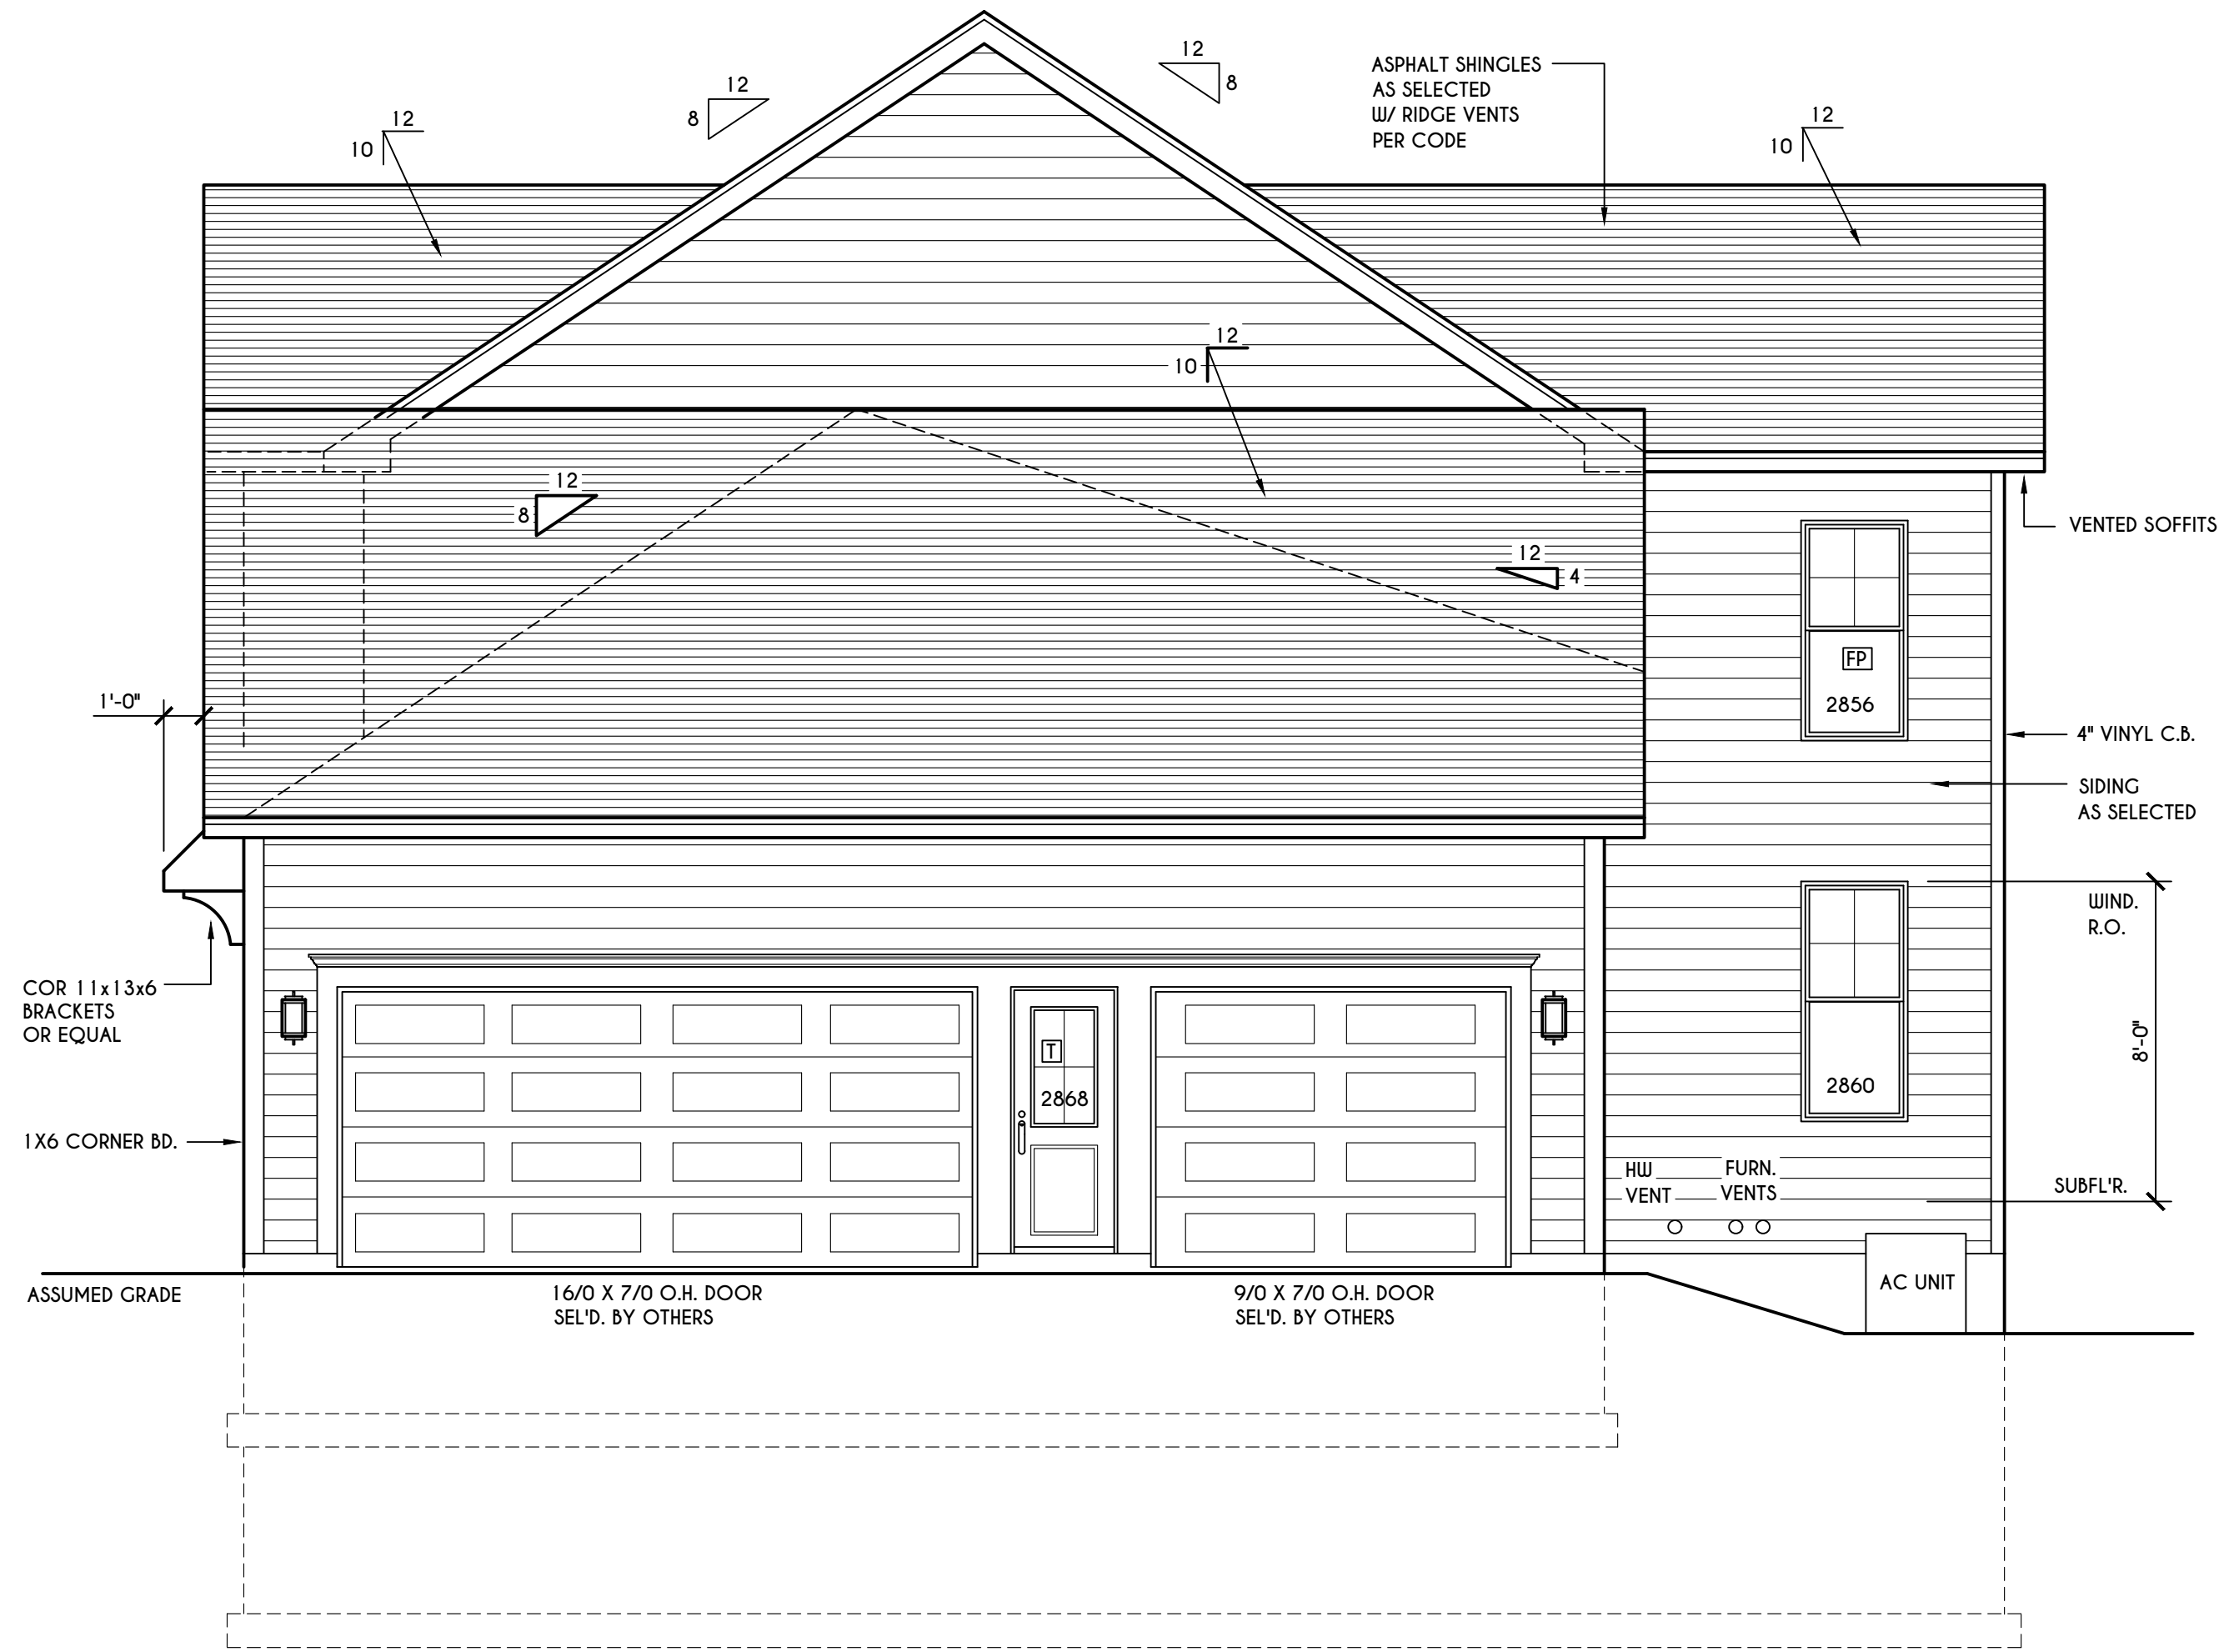 12
8
12
8
ASPHALT SHINGLES
AS SELECTED
W/ RIDGE VENTS
PER CODE
12
10
12
10
12
10
12
8
12
4
VENTED SOFFITS
FP
2856
1'-0"
4" VINYL C.B.
SIDING
AS SELECTED
WIND.
R.O.
COR 11x13x6
BRACKETS
OR EQUAL
8'-0"
T
2868
2860
1X6 CORNER BD.
HW
VENT
FURN.
VENTS
SUBFL'R.
ASSUMED GRADE
16/0 X 7/0 O.H. DOOR
SEL'D. BY OTHERS
9/0 X 7/0 O.H. DOOR
SEL'D. BY OTHERS
AC UNIT